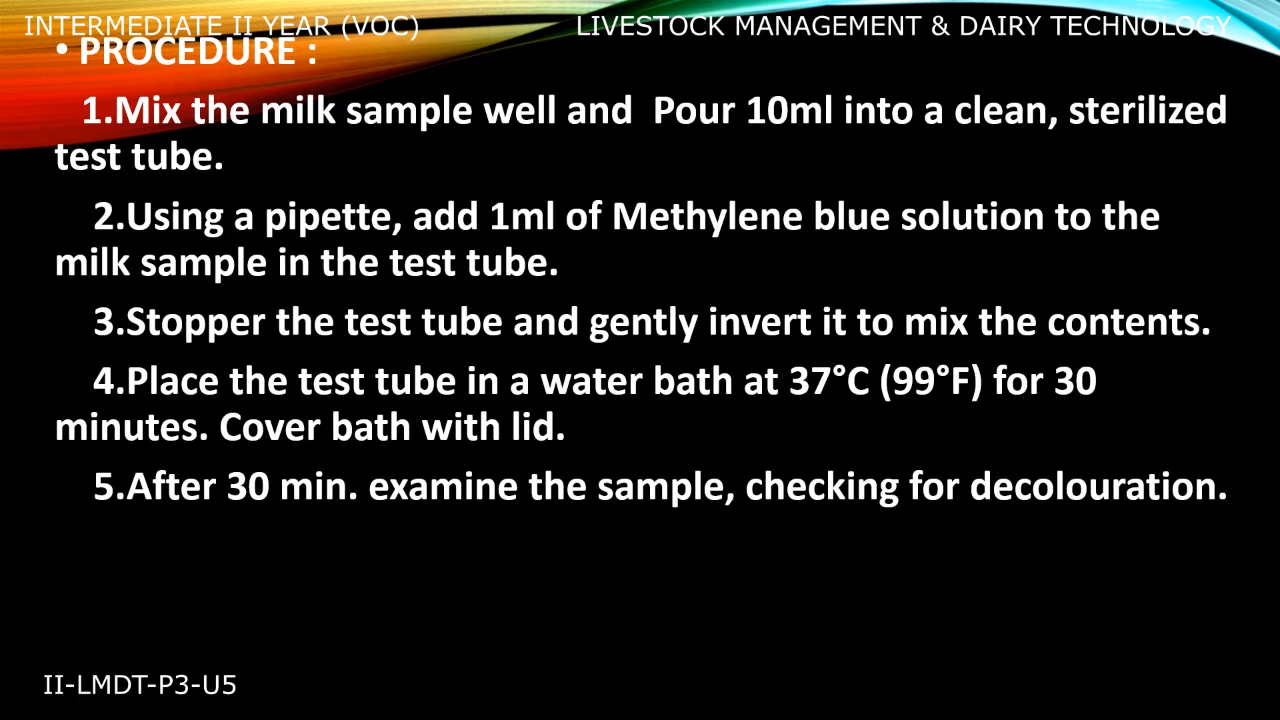 INTERMEDIATE II YEAR (VOC) LIVESTOCK MANAGEMENT & DAIRY TECHNOLOGY
• PROCEDURE :
1.Mix the milk sample well and Pour 10ml into a clean, sterilized
test tube.
2.Using a pipette, add 1ml of Methylene blue solution to the
milk sample in the test tube.
3.Stopper the test tube and gently invert it to mix the contents.
4.Place the test tube in a water bath at 37°C (99°F) for 30
minutes. Cover bath with lid.
5.After 30 min. examine the sample, checking for decolouration.
II-LMDT-P3-U5